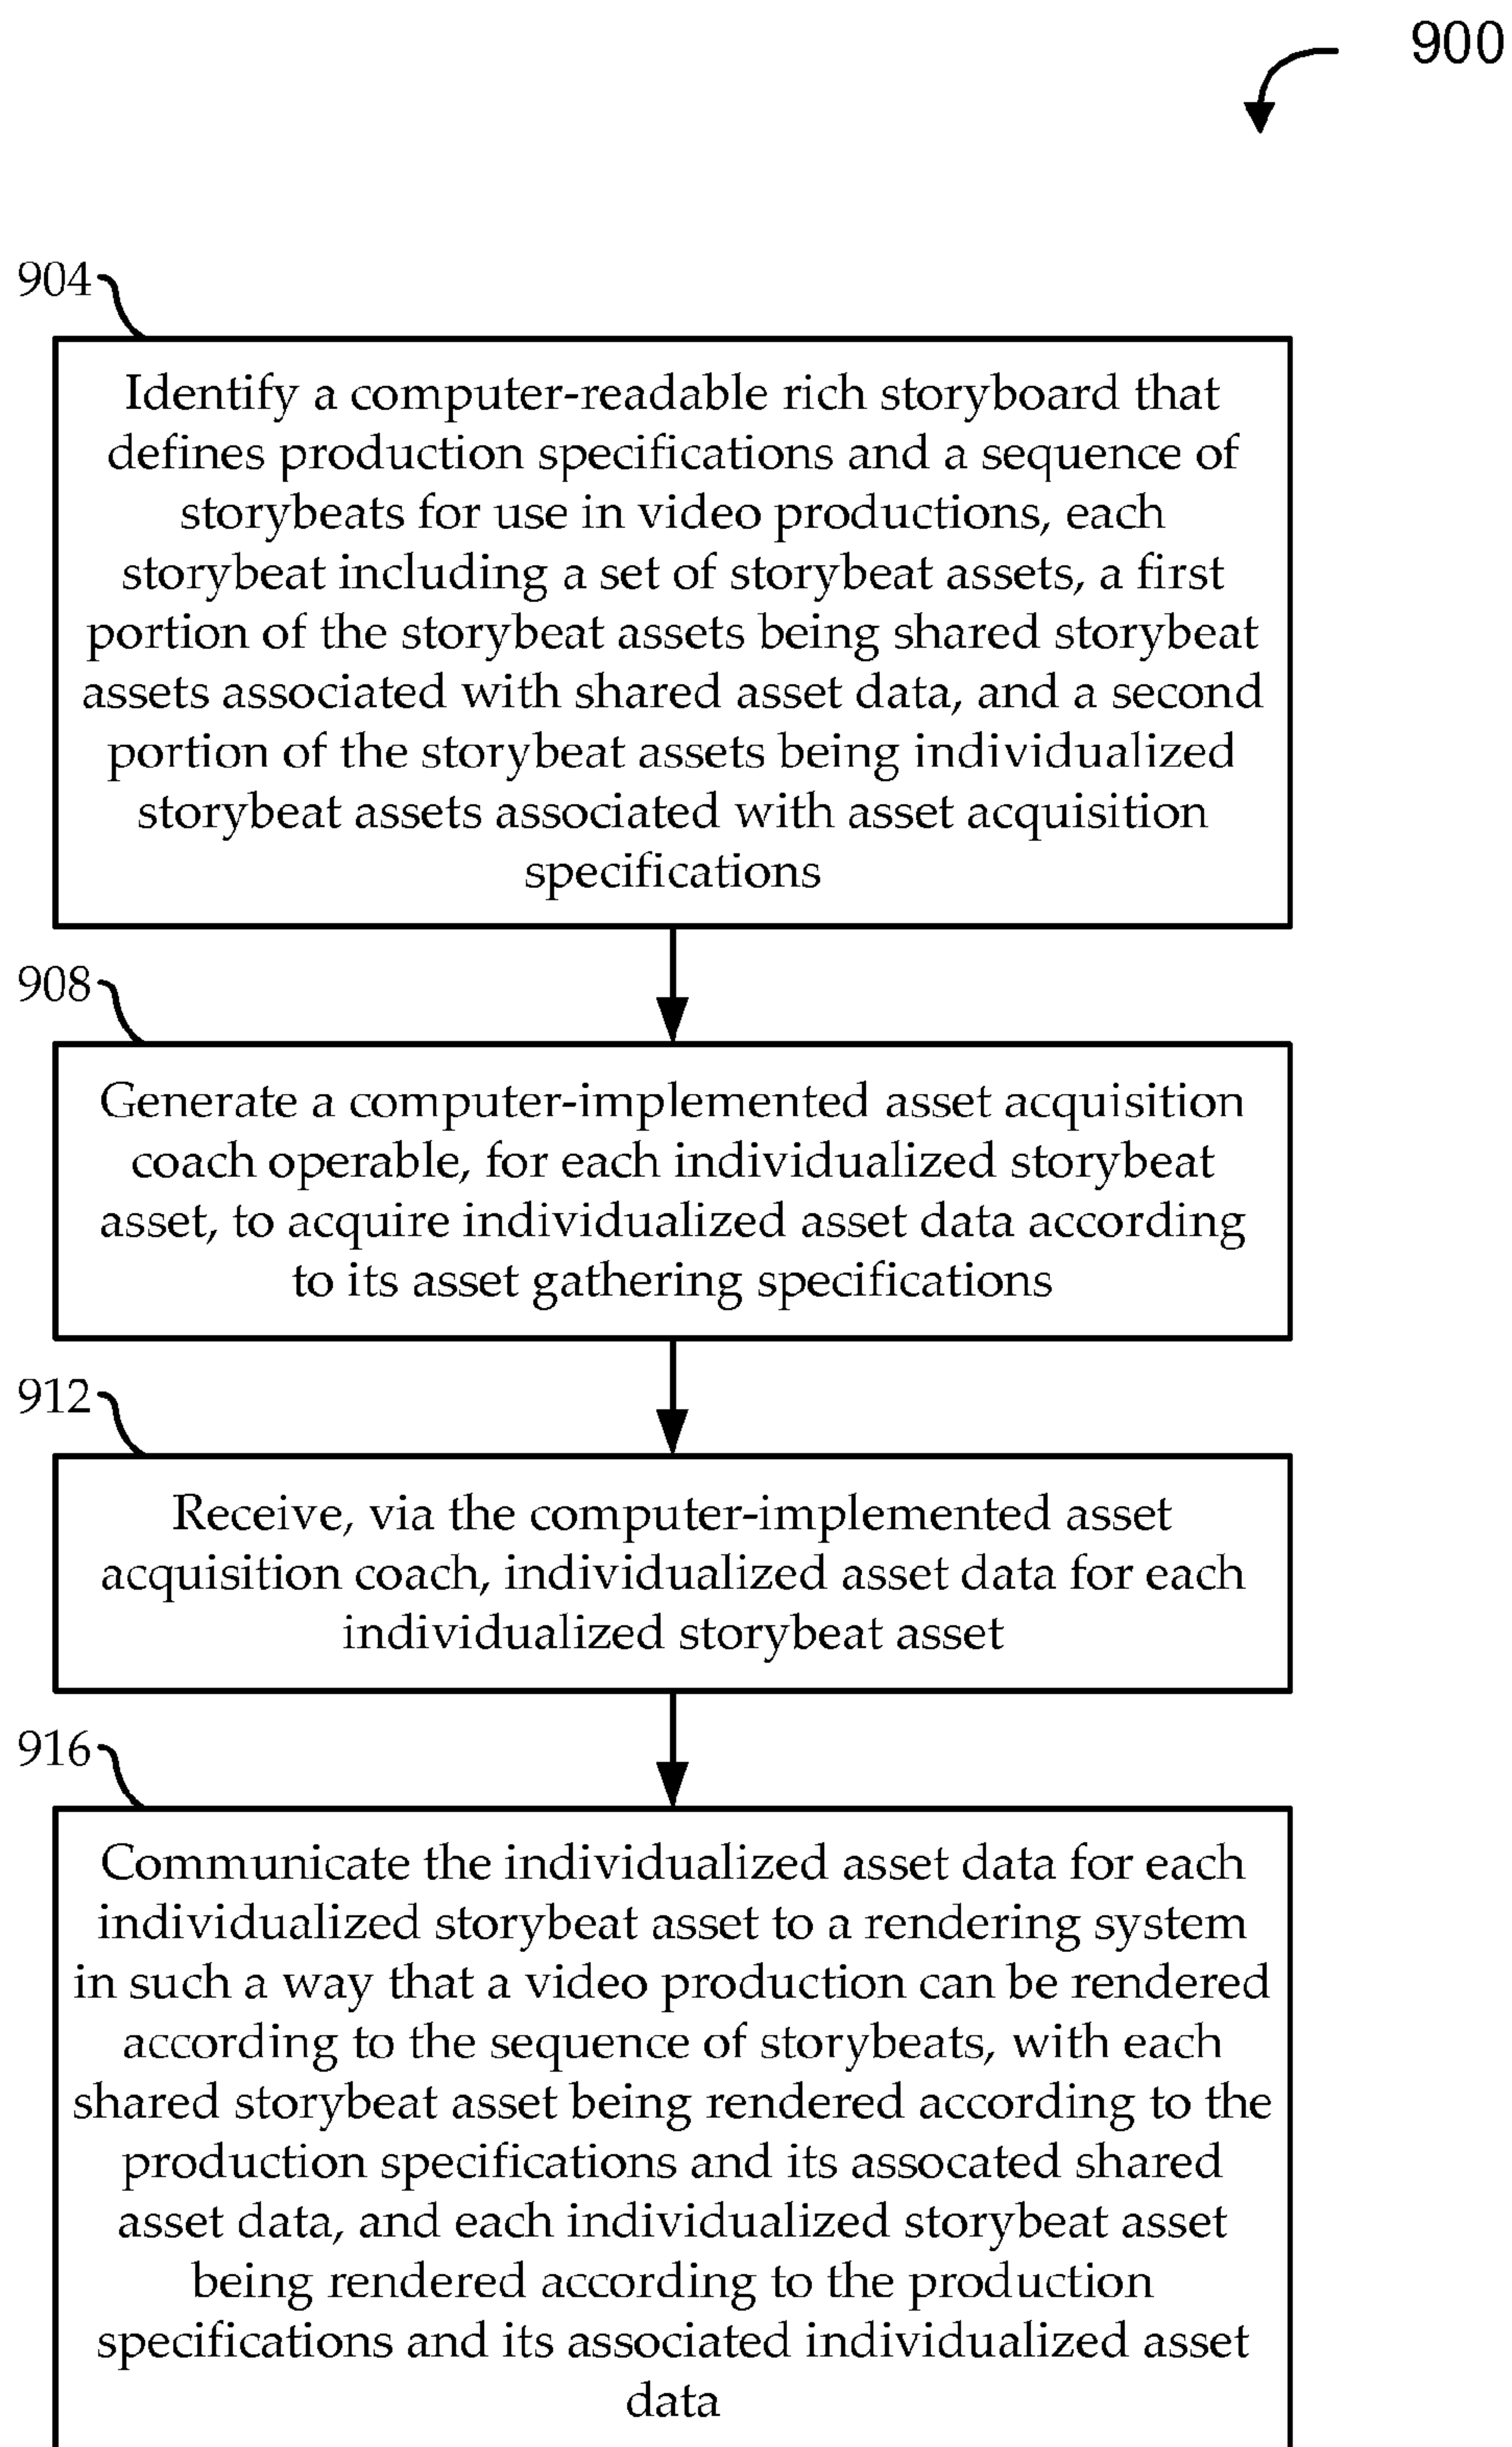 900
904
Identify a computer-readable rich storyboard that
defines production specifications and a sequence of
storybeats for use in video productions, each
storybeat including a set of storybeat assets, a first
portion of the storybeat assets being shared storybeat
assets associated with shared asset data, and a second
portion of the storybeat assets being individualized
storybeat assets associated with asset acquisition
specifications
908
Generate a computer-implemented asset acquisition
coach operable, for each individualized storybeat
asset, to acquire individualized asset data according
to its asset gathering specifications
912
Receive, via the computer-implemented asset
acquisition coach, individualized asset data for each
individualized storybeat asset
916
Communicate the individualized asset data for each
individualized storybeat asset to a rendering system
in such a way that a video production can be rendered
according to the sequence of storybeats, with each
shared storybeat asset being rendered according to the
production specifications and its assocated shared
asset data, and each individualized storybeat asset
being rendered according to the production
specifications and its associated individualized asset
data